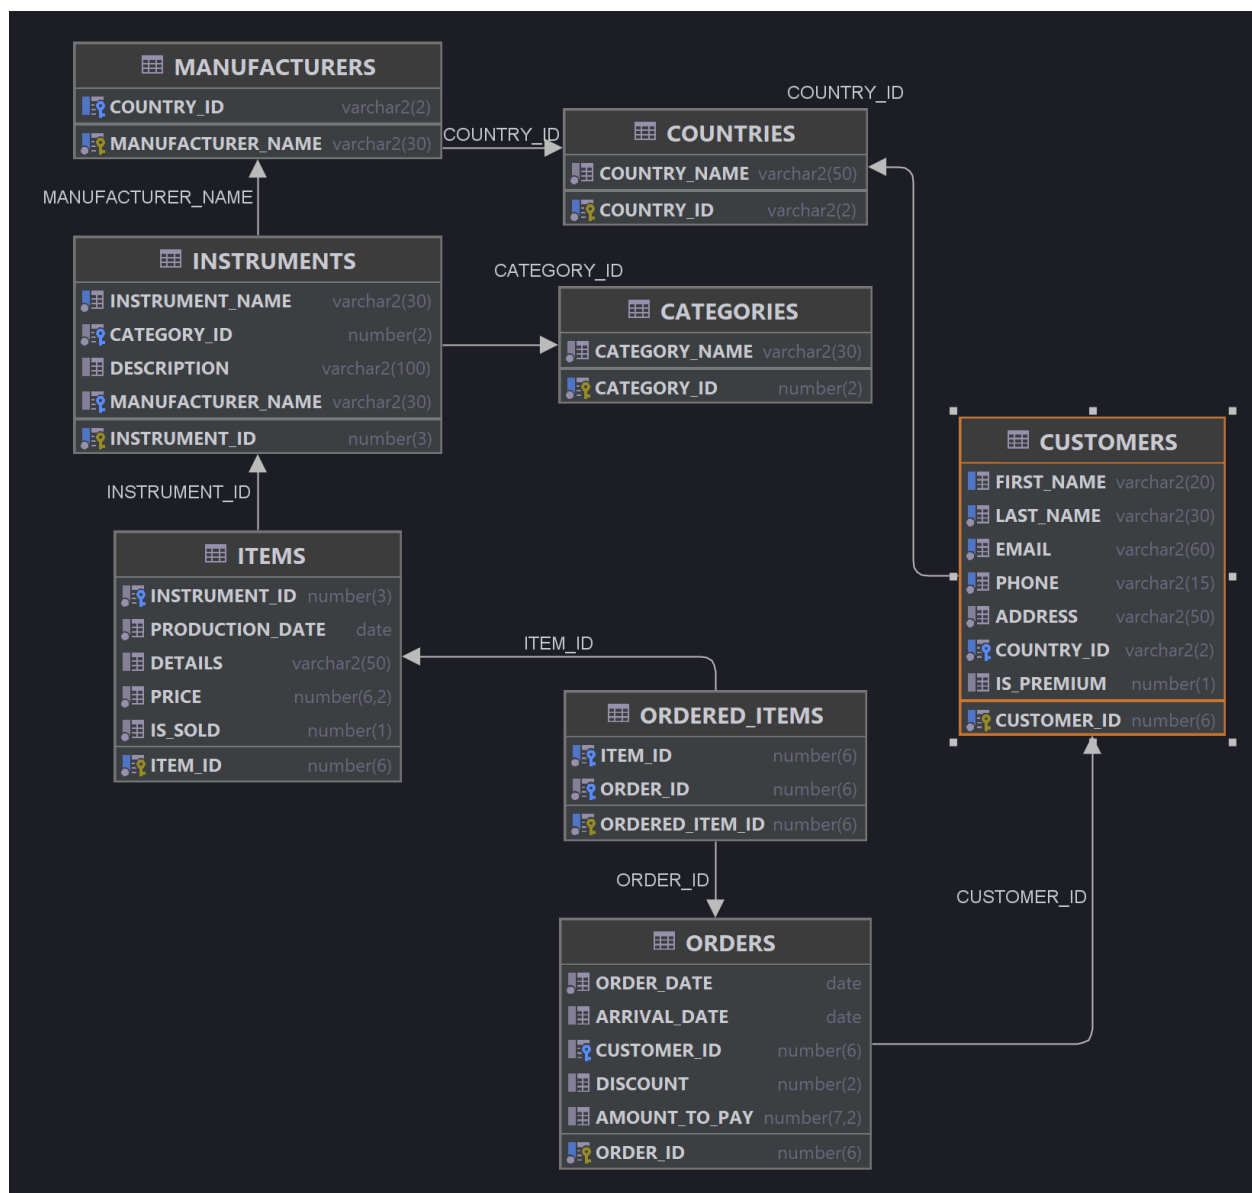 MANUFACTURERS
COUNTRY_ID varchar2(2)
MANUFACTURER_NAME varchar2(30)
COUNTRY_ID
COUNTRY_ID
COUNTRIES
COUNTRY_NAME varchar2(50)
COUNTRY_ID varchar2(2)
MANUFACTURER_NAME
INSTRUMENTS
INSTRUMENT_NAME varchar2(30)
CATEGORY_ID number(2)
DESCRIPTION varchar2(100)
MANUFACTURER_NAME varchar2(30)
INSTRUMENT_ID number(3)
CATEGORY_ID
CATEGORIES
CATEGORY_NAME varchar2(30)
CATEGORY_ID number(2)
CUSTOMERS
FIRST_NAME varchar2(20)
LAST_NAME varchar2(30)
EMAIL varchar2(60)
PHONE varchar2(15)
ADDRESS varchar2(50)
COUNTRY_ID varchar2(2)
IS_PREMIUM number(1)
CUSTOMER_ID number(6)
INSTRUMENT_ID
ITEMS
INSTRUMENT_ID number(3)
PRODUCTION_DATE date
DETAILS varchar2(50)
PRICE number(6,2)
IS_SOLD number(1)
ITEM_ID number(6)
ITEM_ID
ORDERED_ITEMS
ITEM_ID number(6)
ORDER_ID number(6)
ORDERED_ITEM_ID number(6)
ORDER_ID
CUSTOMER_ID
ORDERS
ORDER_DATE date
ARRIVAL_DATE date
CUSTOMER_ID number(6)
DISCOUNT number(2)
AMOUNT_TO_PAY number(7,2)
ORDER_ID number(6)